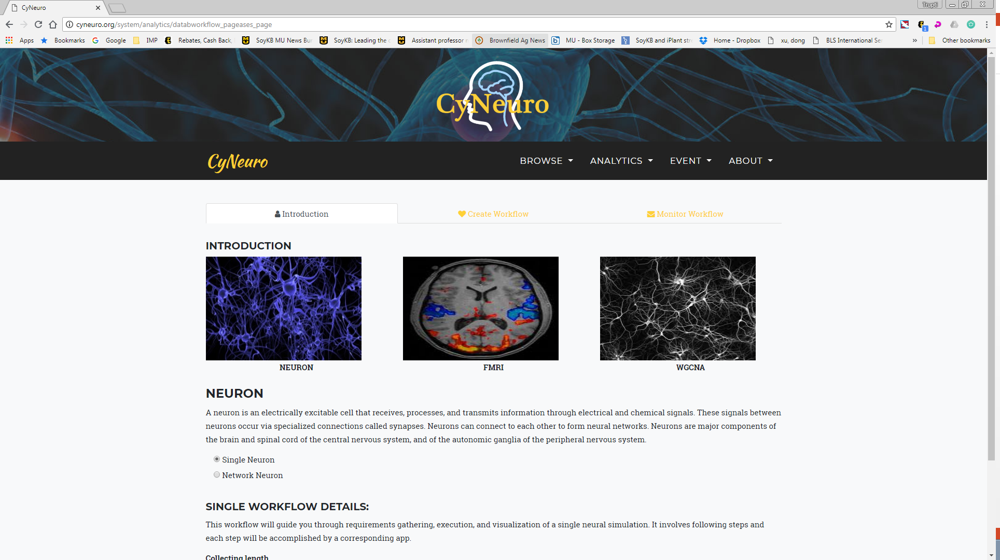 CyNeuro
Trupti
cyneuro.org/system/analytics/databworkflow_pageases_page
1
Apps Bookmarks Google IMP Rebates, Cash Back, SoyKB MU News Bur SoyKB: Leading the Assistant professor Brownfield Ag News MU - Box Storage SoyKB and iPlant str Home - Dropbox xu, dong BLS International Ser » Other bookmarks
CyNeuro
CyNeuro BROWSE ANALYTICS EVENT ABOUT
Introduction Create Workflow Monitor Workflow
INTRODUCTION
NEURON FMRI WGCNA
NEURON
A neuron is an electrically excitable cell that receives, processes, and transmits information through electrical and chemical signals. These signals between
neurons occur via specialized connections called synapses. Neurons can connect to each other to form neural networks. Neurons are major components of
the brain and spinal cord of the central nervous system, and of the autonomic ganglia of the peripheral nervous system.
Single Neuron
Network Neuron
SINGLE WORKFLOW DETAILS:
This workflow will guide you through requirements gathering, execution, and visualization of a single neural simulation. It involves following steps and
each step will be accomplished by a corresponding app.
Collecting length